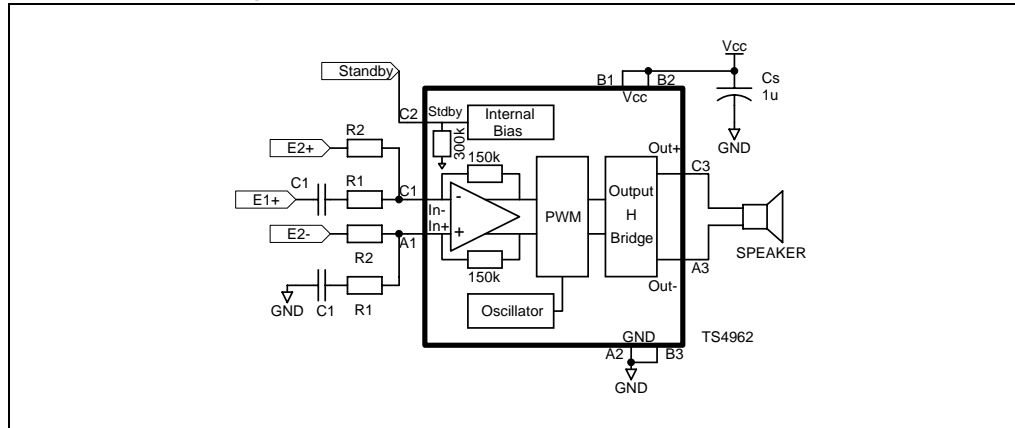 Vcc
Standby
B1
B2
Cs
1u
Vcc
C2
Stdby
Internal
Bias
300k
GND
R2
E2+
150k
Out+
C3
C1
R1
C1
E1+
In-
-
PWM
Output
H
Bridge
In+
+
E2-
A1
SPEAKER
R2
150k
A3
Out-
GND
C1
R1
Oscillator
GND
TS4962
A2
B3
GND